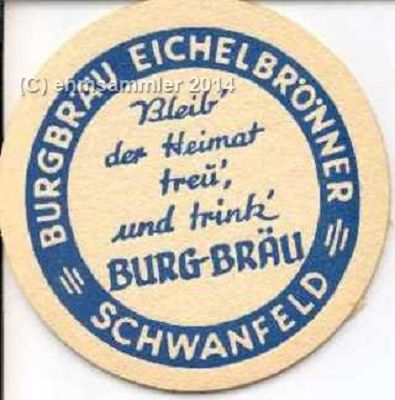 (C) ehmsammler 2014
BURGBRÄU EICHELBRÖNNER
Bleib'
der Heimat
treu',
und trink'
BURG-BRÄU
SCHWANFELD